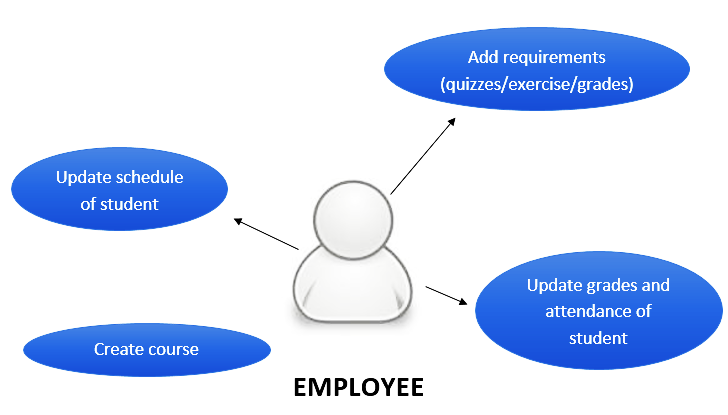 Add requirements
(quizzes/exercise/grades)
Update schedule
of student
Update grades and
attendance of
student
Create course
EMPLOYEE